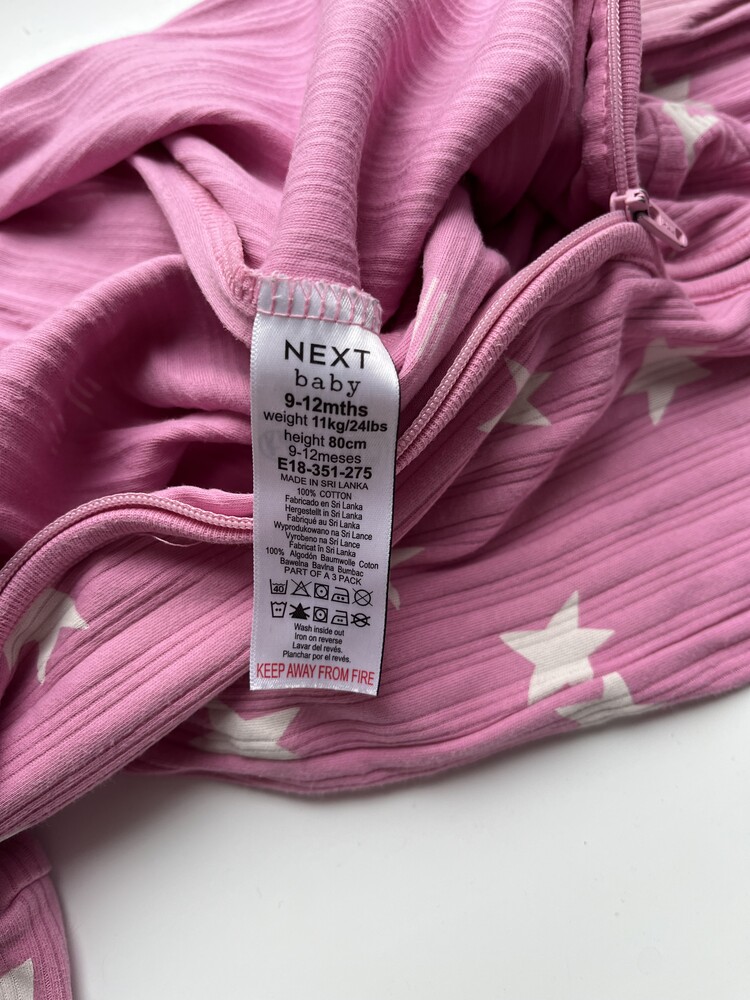 NEXT
baby
9-12mths
weight 11kg/24lbs
height 80cm
9-12meses
E18-351-275
MADE IN SRI LANKA
100% COTTON
Fabricado en Sri Lanka
Hergestellt in Sri Lanka
Fabriqué au Sri Lanka
Wyprodukowano na Sri Lance
Vyrobeno na Sri Lance
Fabricat în Sri Lanka
100% Algodón Baumwolle Coton
Bawełna Bavlna Bumbac
PART OF A 3 PACK
40
Wash inside out
Iron on reverse
Lavar del revés.
Planchar por el revés.
KEEP AWAY FROM FIRE